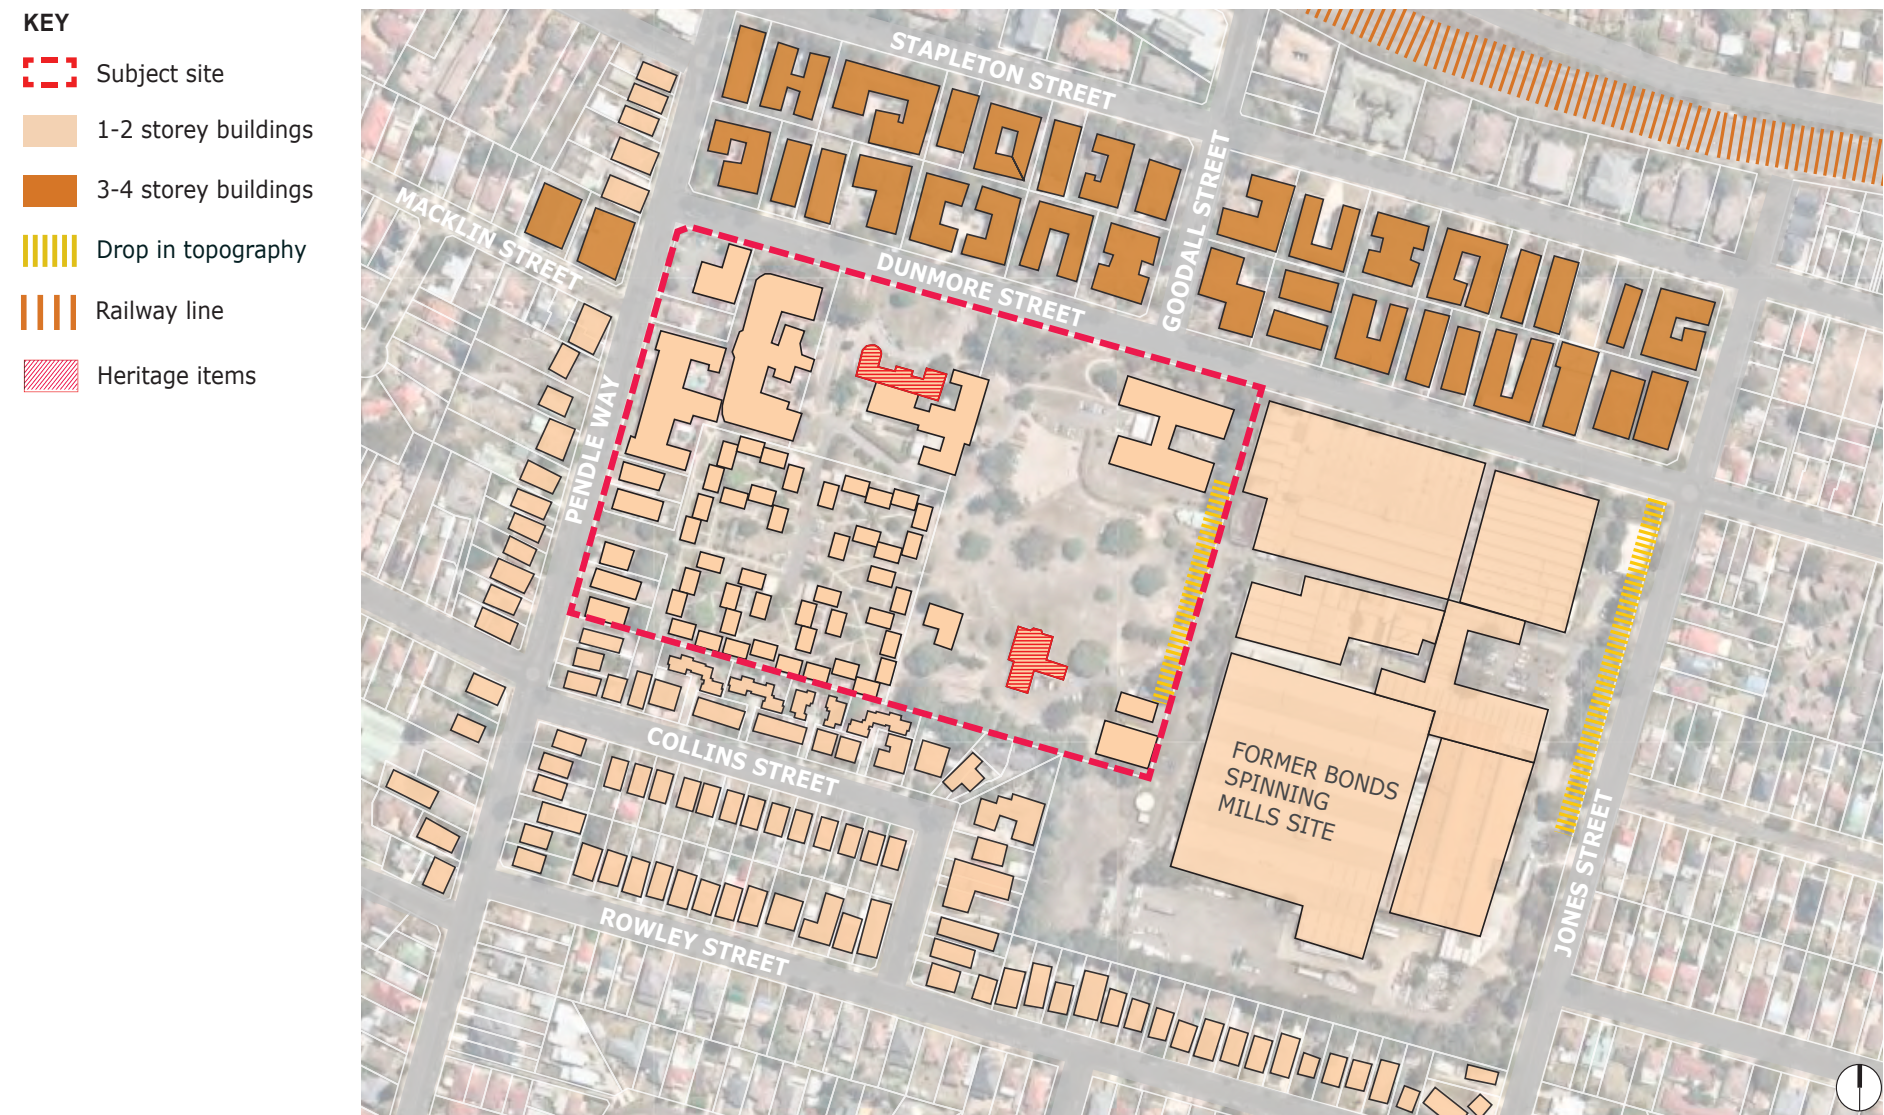 KEY
Subject site
1-2 storey buildings
3-4 storey buildings
Drop in topography
Railway line
Heritage items
STAPLETON STREET
GOODALL STREET
MACKLIN STREET
DUNMORE STREET
PENDLE WAY
COLLINS STREET
FORMER BONDS
SPINNING
MILLS SITE
JONES STREET
ROWLEY STREET